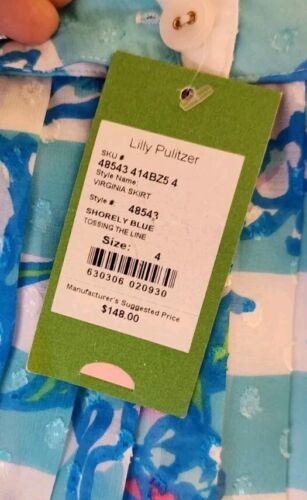 Lilly Pulitzer
SKU #
48543 414BZ5 4
Style Name:
VIRGINIA SKIRT
Style # 48543
SHORELY BLUE
TOSSING THE LINE
Size: 4
630306 020930
Manufacturer's Suggested Price
$148.00